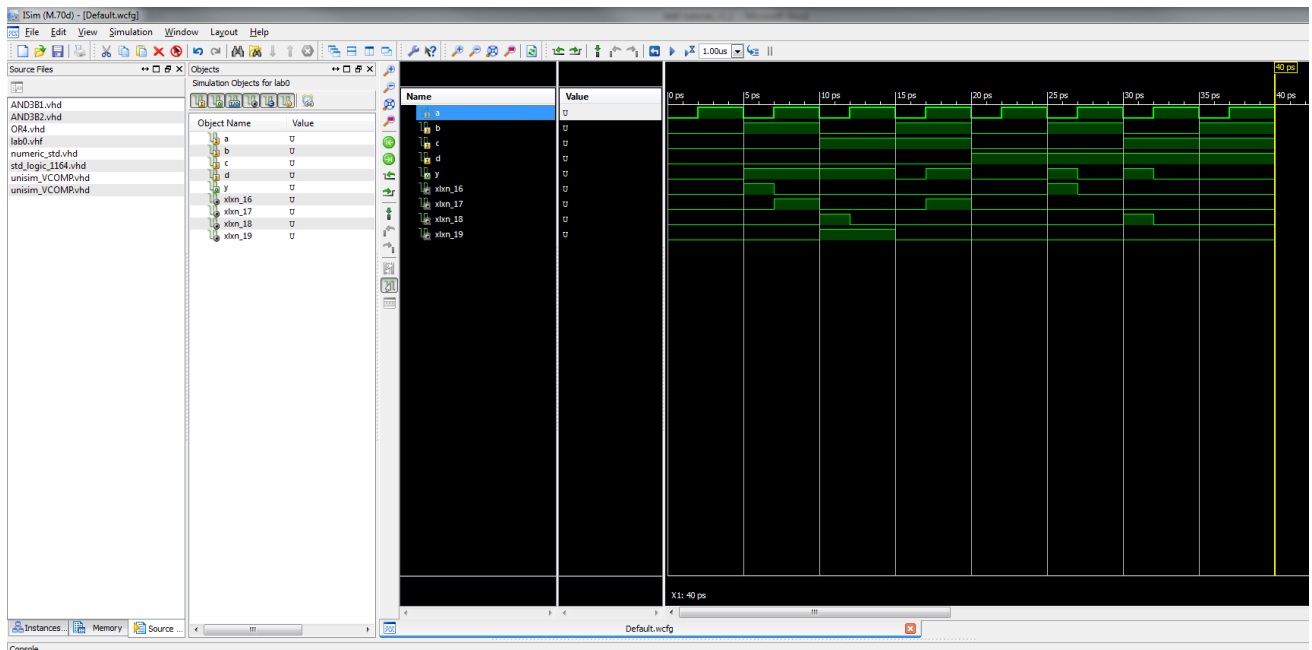 ISim (M.70d) - [Default.wcfg]
File Edit View Simulation Window Layout Help
1.00us
Source Files
AND3B1.vhd
AND3B2.vhd
OR4.vhd
lab0.vhf
numeric_std.vhd
std_logic_1164.vhd
unisim_VCOMP.vhd
unisim_VCOMP.vhd
Objects
Simulation Objects for lab0
Object Name Value
a U
b U
c U
d U
y U
xlxn_16 U
xlxn_17 U
xlxn_18 U
xlxn_19 U
Name Value
a U
b U
c U
d U
y U
xlxn_16 U
xlxn_17 U
xlxn_18 U
xlxn_19 U
40 ps
0 ps 5 ps 10 ps 15 ps 20 ps 25 ps 30 ps 35 ps 40 ps
X1: 40 ps
Instances... Memory Source ...
Default.wcfg
Console